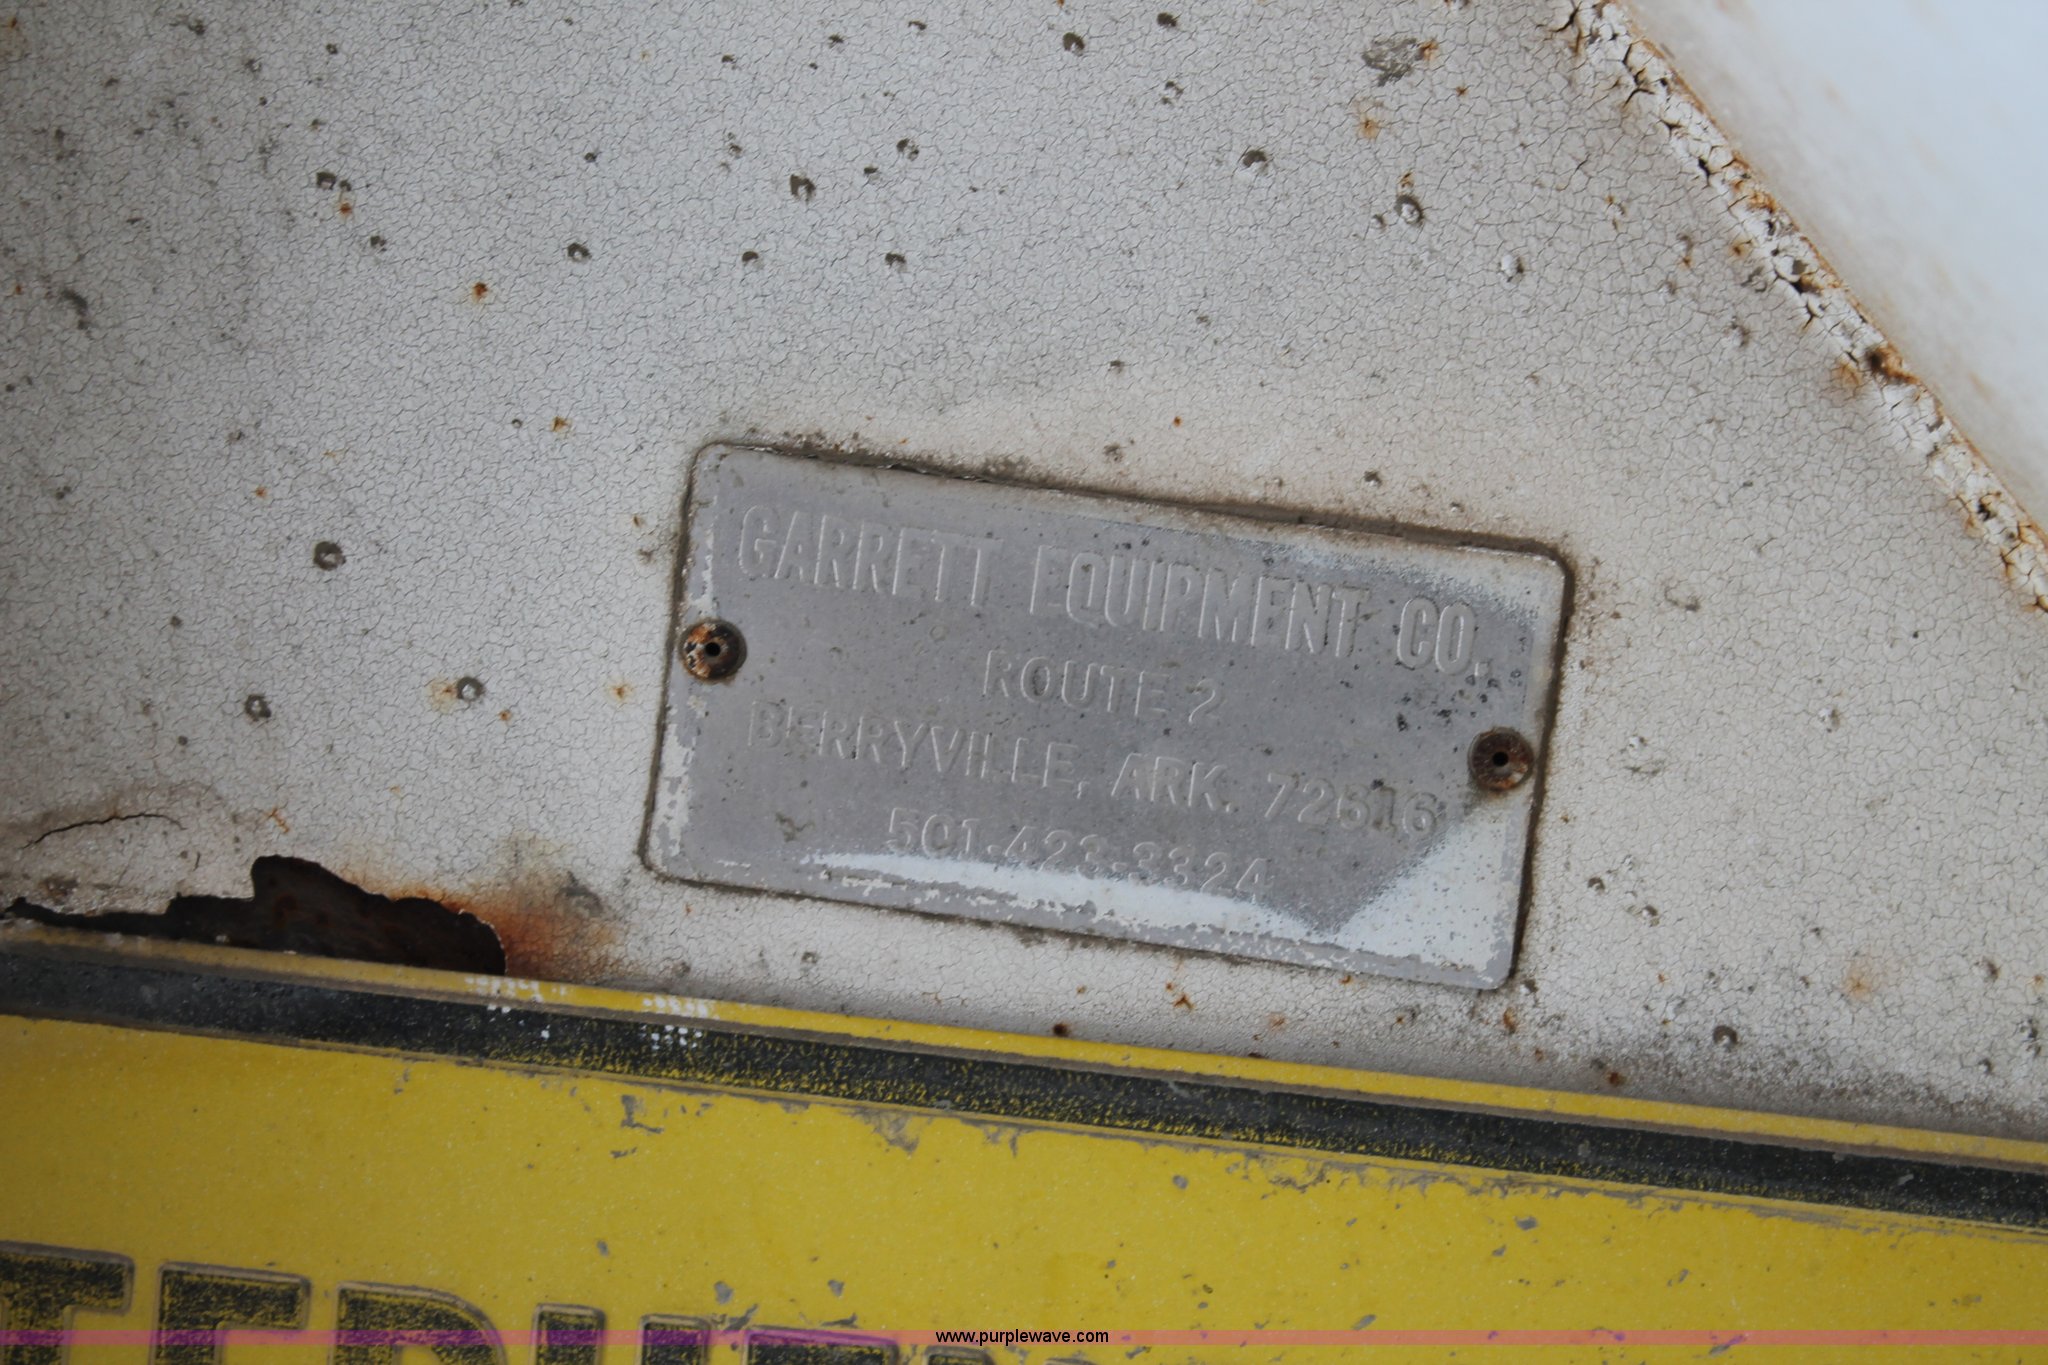 GARRETT EQUIPMENT CO.
ROUTE 2
BERRYVILLE, ARK. 72616
501.423.3324
www.purplewave.com